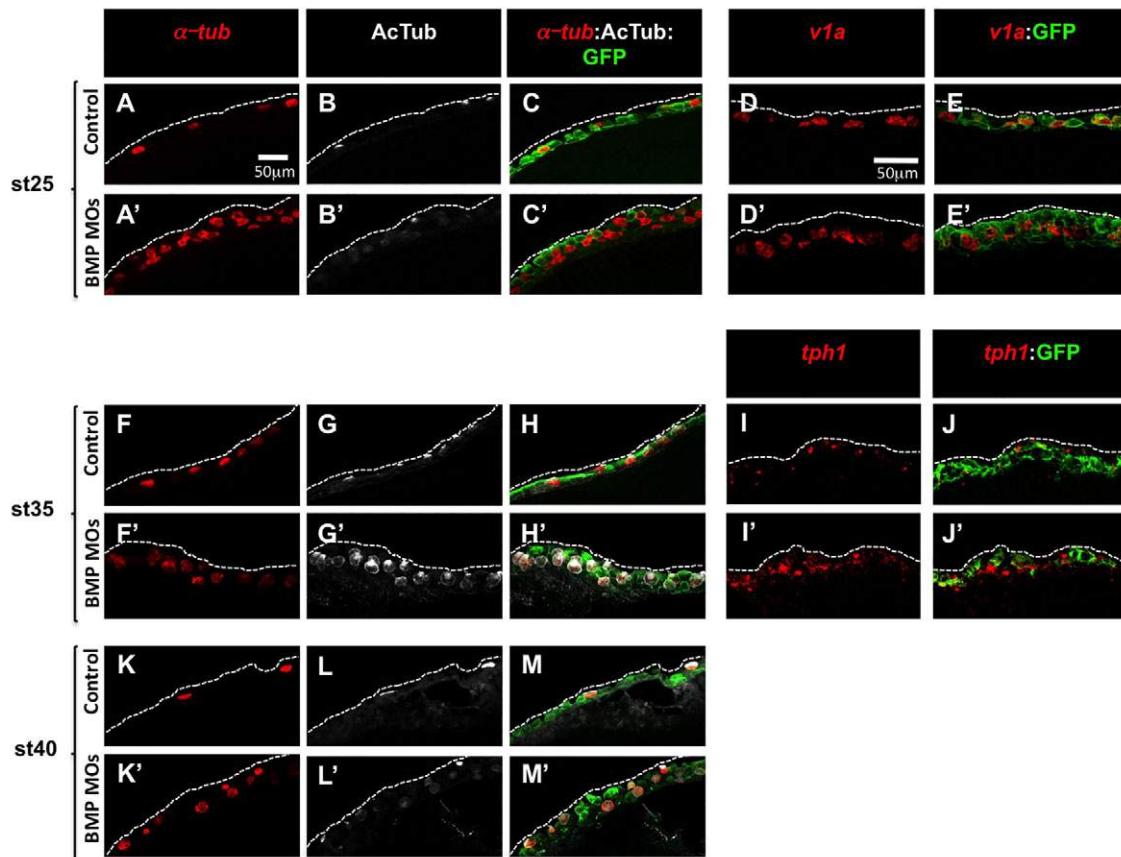 α-tub AcTub α-tub:AcTub: v1a v1a:GFP
GFP
Control A B C D E
50μm 50μm
st25
BMP MOs A' B' C' D' E'
tph1 tph1:GFP
Control F G H I J
st35
BMP MOs F' G' H' I' J'
Control K L M
st40
BMP MOs K' L' M'